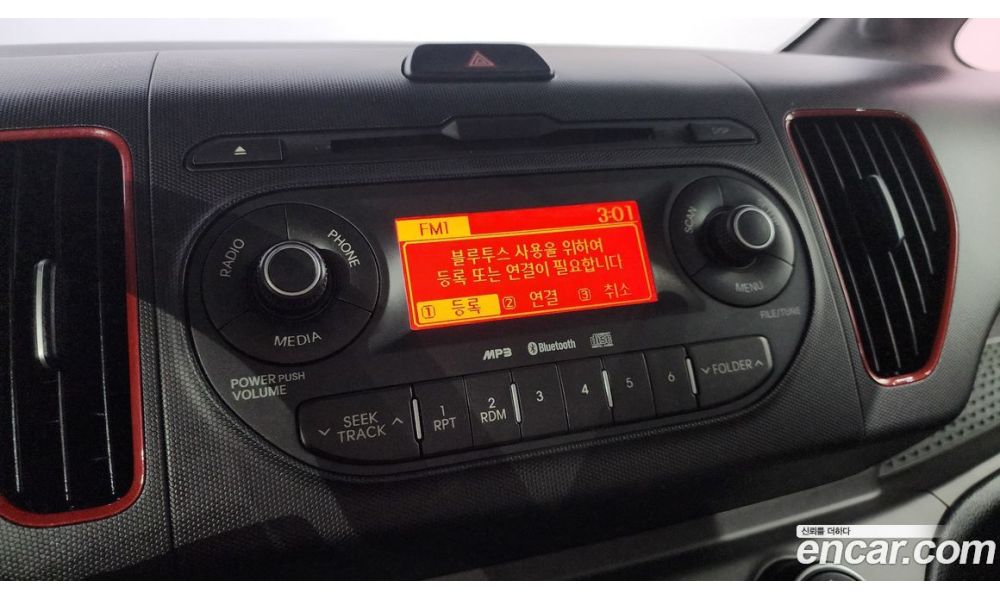 FM1 3:01
블루투스 사용을 위하여
등록 또는 연결이 필요합니다
1 등록 2 연결 3 취소
RADIO
PHONE
MEDIA
SCAN
MENU
FILE/TUNE
POWER PUSH
VOLUME
MP3 Bluetooth
SEEK
TRACK
1
RPT
2
RDM
3
4
5
6
FOLDER
신뢰를 더하다
encar.com